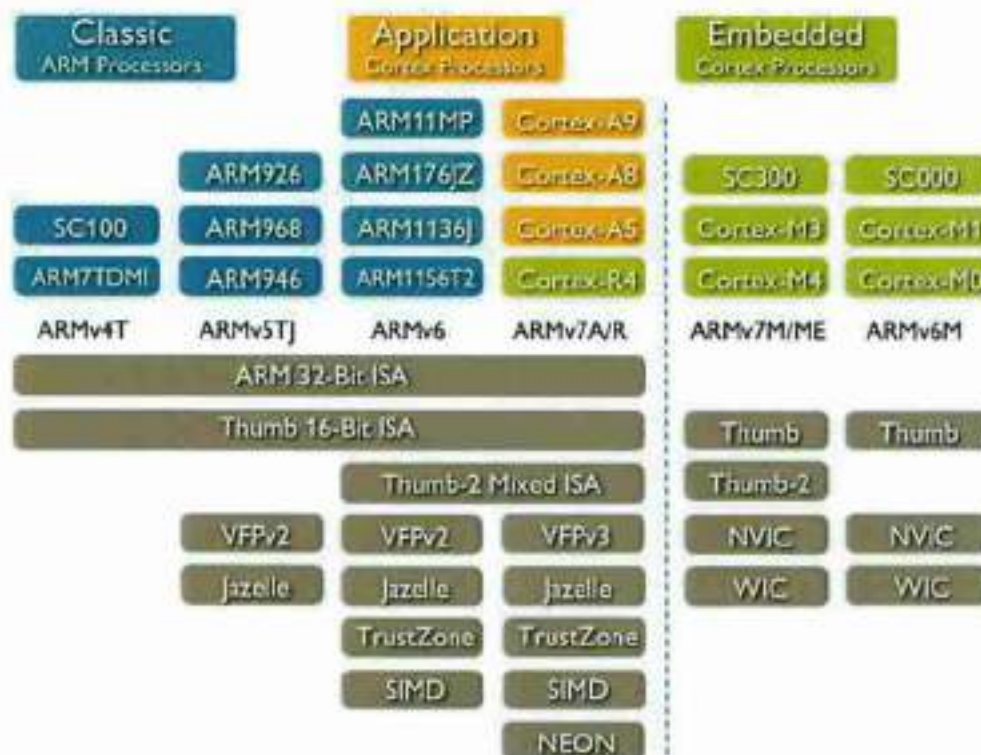 Classic
ARM Processors
Application
Cortex Processors
Embedded
Cortex Processors
ARM11MP Cortex-A9
ARM926 ARM176JZ Cortex-A8 SC300 SC000
SC100 ARM968 ARM1136J Cortex-A5 Cortex-M3 Cortex-M1
ARM7TDMI ARM946 ARM1156T2 Cortex-R4 Cortex-M4 Cortex-M0
ARMv4T ARMv5TJ ARMv6 ARMv7A/R ARMv7M/ME ARMv6M
ARM 32-Bit ISA
Thumb 16-Bit ISA Thumb Thumb
Thumb-2 Mixed ISA Thumb-2
VFPv2 VFPv2 VFPv3 NVIC NVIC
Jazelle Jazelle Jazelle WIC WIC
TrustZone TrustZone
SIMD SIMD
NEON